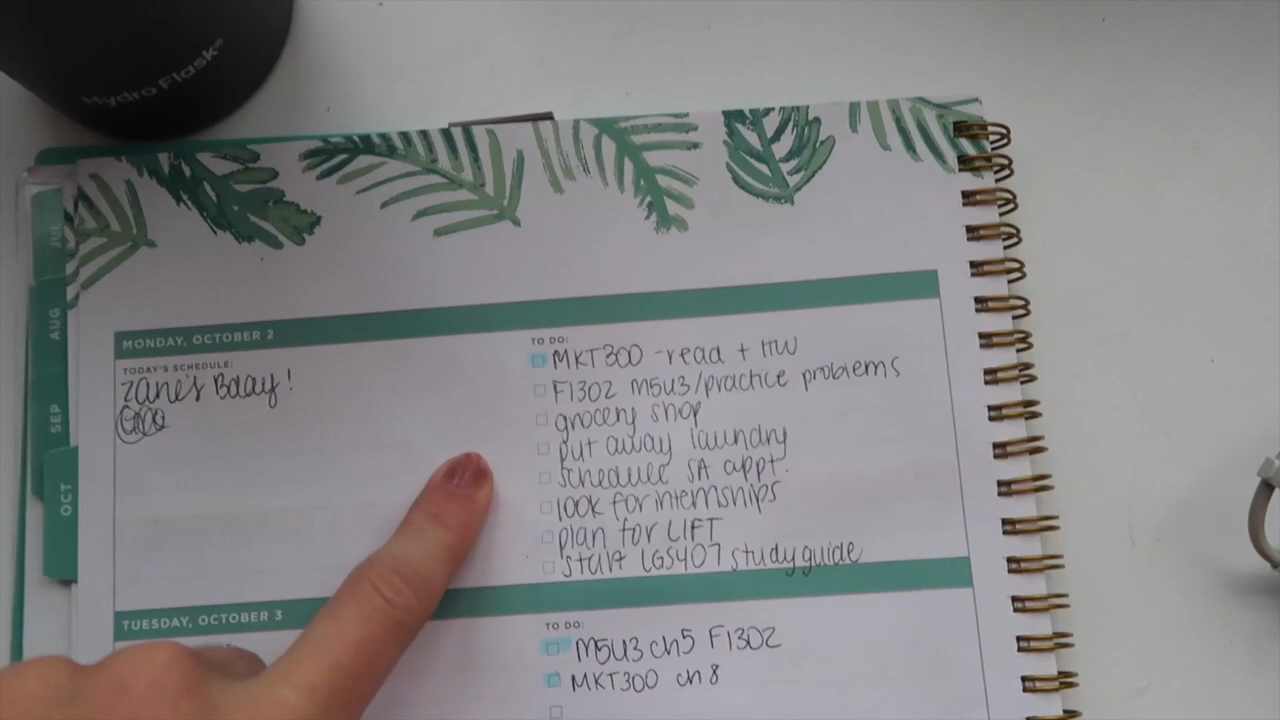 Hydro Flask®
JUL
AUG
SEP
OCT
MONDAY, OCTOBER 2
TODAY'S SCHEDULE:
Zane's Bday!
TO DO:
MKT300 - read + HW
FI302 M5U3/practice problems
grocery shop
put away laundry
schedule SA appt.
look for internships
plan for LIFT
start LGS407 study guide
TUESDAY, OCTOBER 3
TO DO:
M5U3 ch5 FI302
MKT300 ch 8